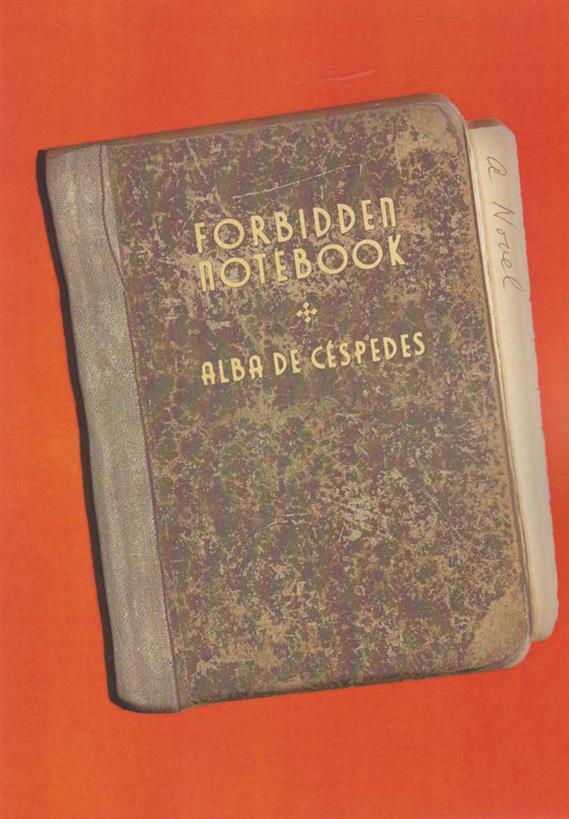 FORBIDDEN
NOTEBOOK
ALBA DE CÉSPEDES
a Novel